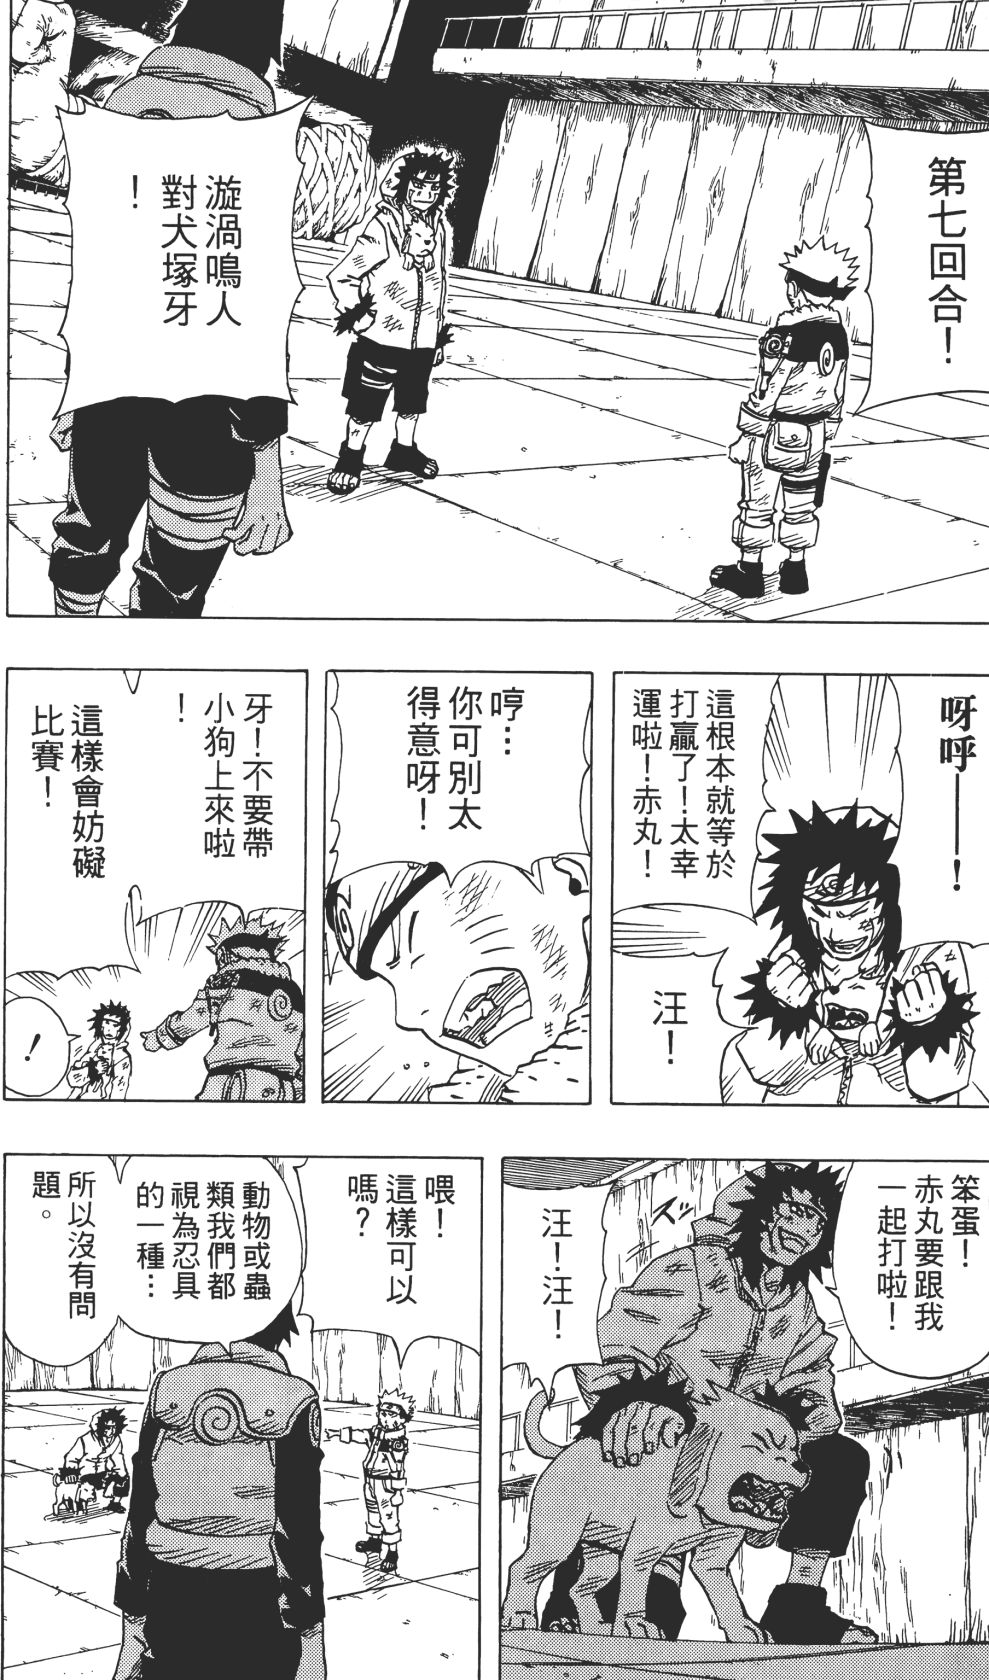 第七回合！
漩渦鳴人
對犬塚牙
！
呀呼——！
這根本就等於
打贏了！太幸
運啦！赤丸！
汪！
哼…
你可別太
得意呀！
牙！不要帶
小狗上來啦
！
這樣會妨礙
比賽！
！
笨蛋！
赤丸要跟我
一起打啦！
ズ
汪！汪！
喂！
這樣可以
嗎？
動物或蟲
類我們都
視為忍具
的一種…
所以沒有問
題。